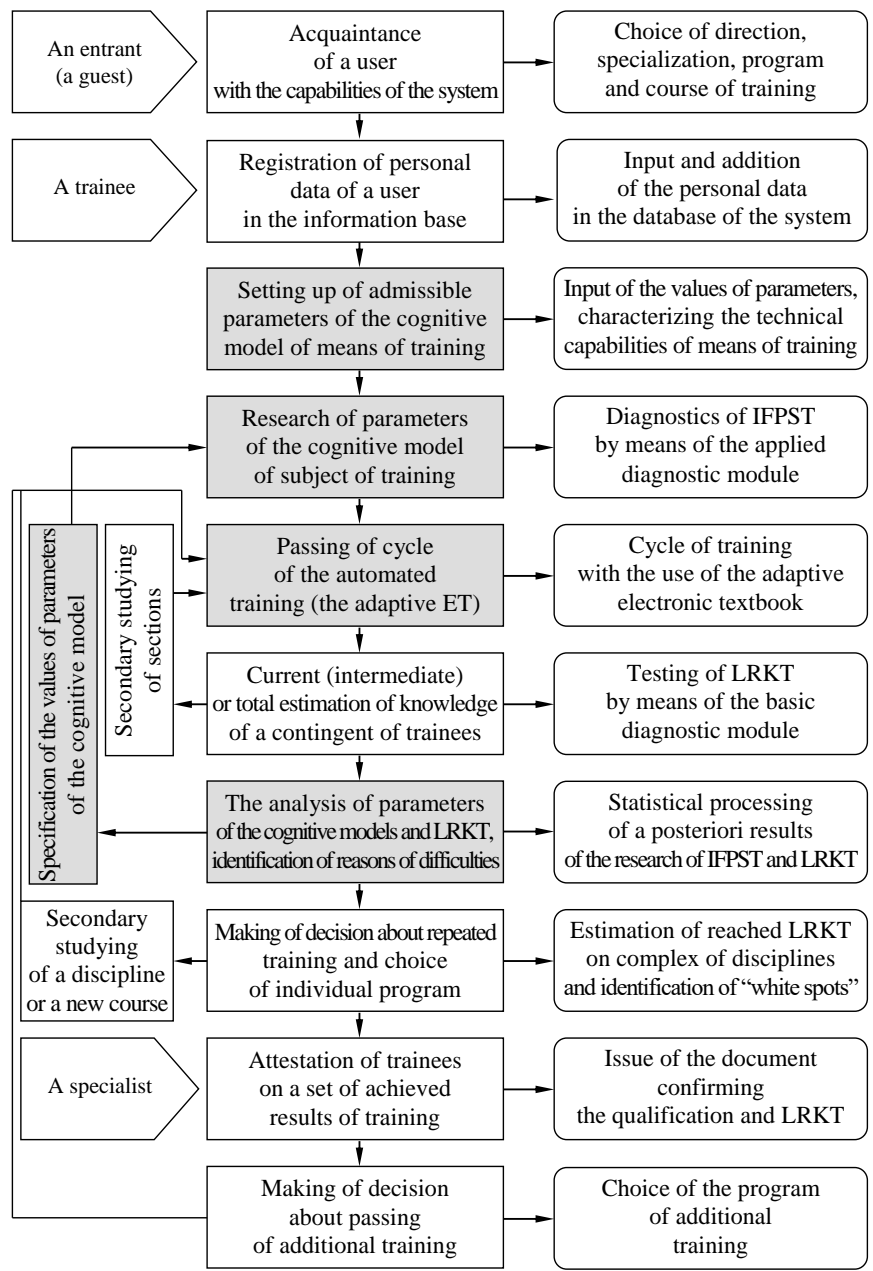 An entrant
(a guest)
Acquaintance
of a user
with the capabilities of the system
Choice of direction,
specialization, program
and course of training
A trainee
Registration of personal
data of a user
in the information base
Input and addition
of the personal data
in the database of the system
Setting up of admissible
parameters of the cognitive
model of means of training
Input of the values of parameters,
characterizing the technical
capabilities of means of training
Research of parameters
of the cognitive model
of subject of training
Diagnostics of IFPST
by means of the applied
diagnostic module
Specification of the values of parameters
of the cognitive model
Secondary studying
of sections
Passing of cycle
of the automated
training (the adaptive ET)
Cycle of training
with the use of the adaptive
electronic textbook
Current (intermediate)
or total estimation of knowledge
of a contingent of trainees
Testing of LRKT
by means of the basic
diagnostic module
The analysis of parameters
of the cognitive models and LRKT,
identification of reasons of difficulties
Statistical processing
of a posteriori results
of the research of IFPST and LRKT
Secondary
studying
of a discipline
or a new course
Making of decision about repeated
training and choice
of individual program
Estimation of reached LRKT
on complex of disciplines
and identification of “white spots”
A specialist
Attestation of trainees
on a set of achieved
results of training
Issue of the document
confirming
the qualification and LRKT
Making of decision
about passing
of additional training
Choice of the program
of additional
training